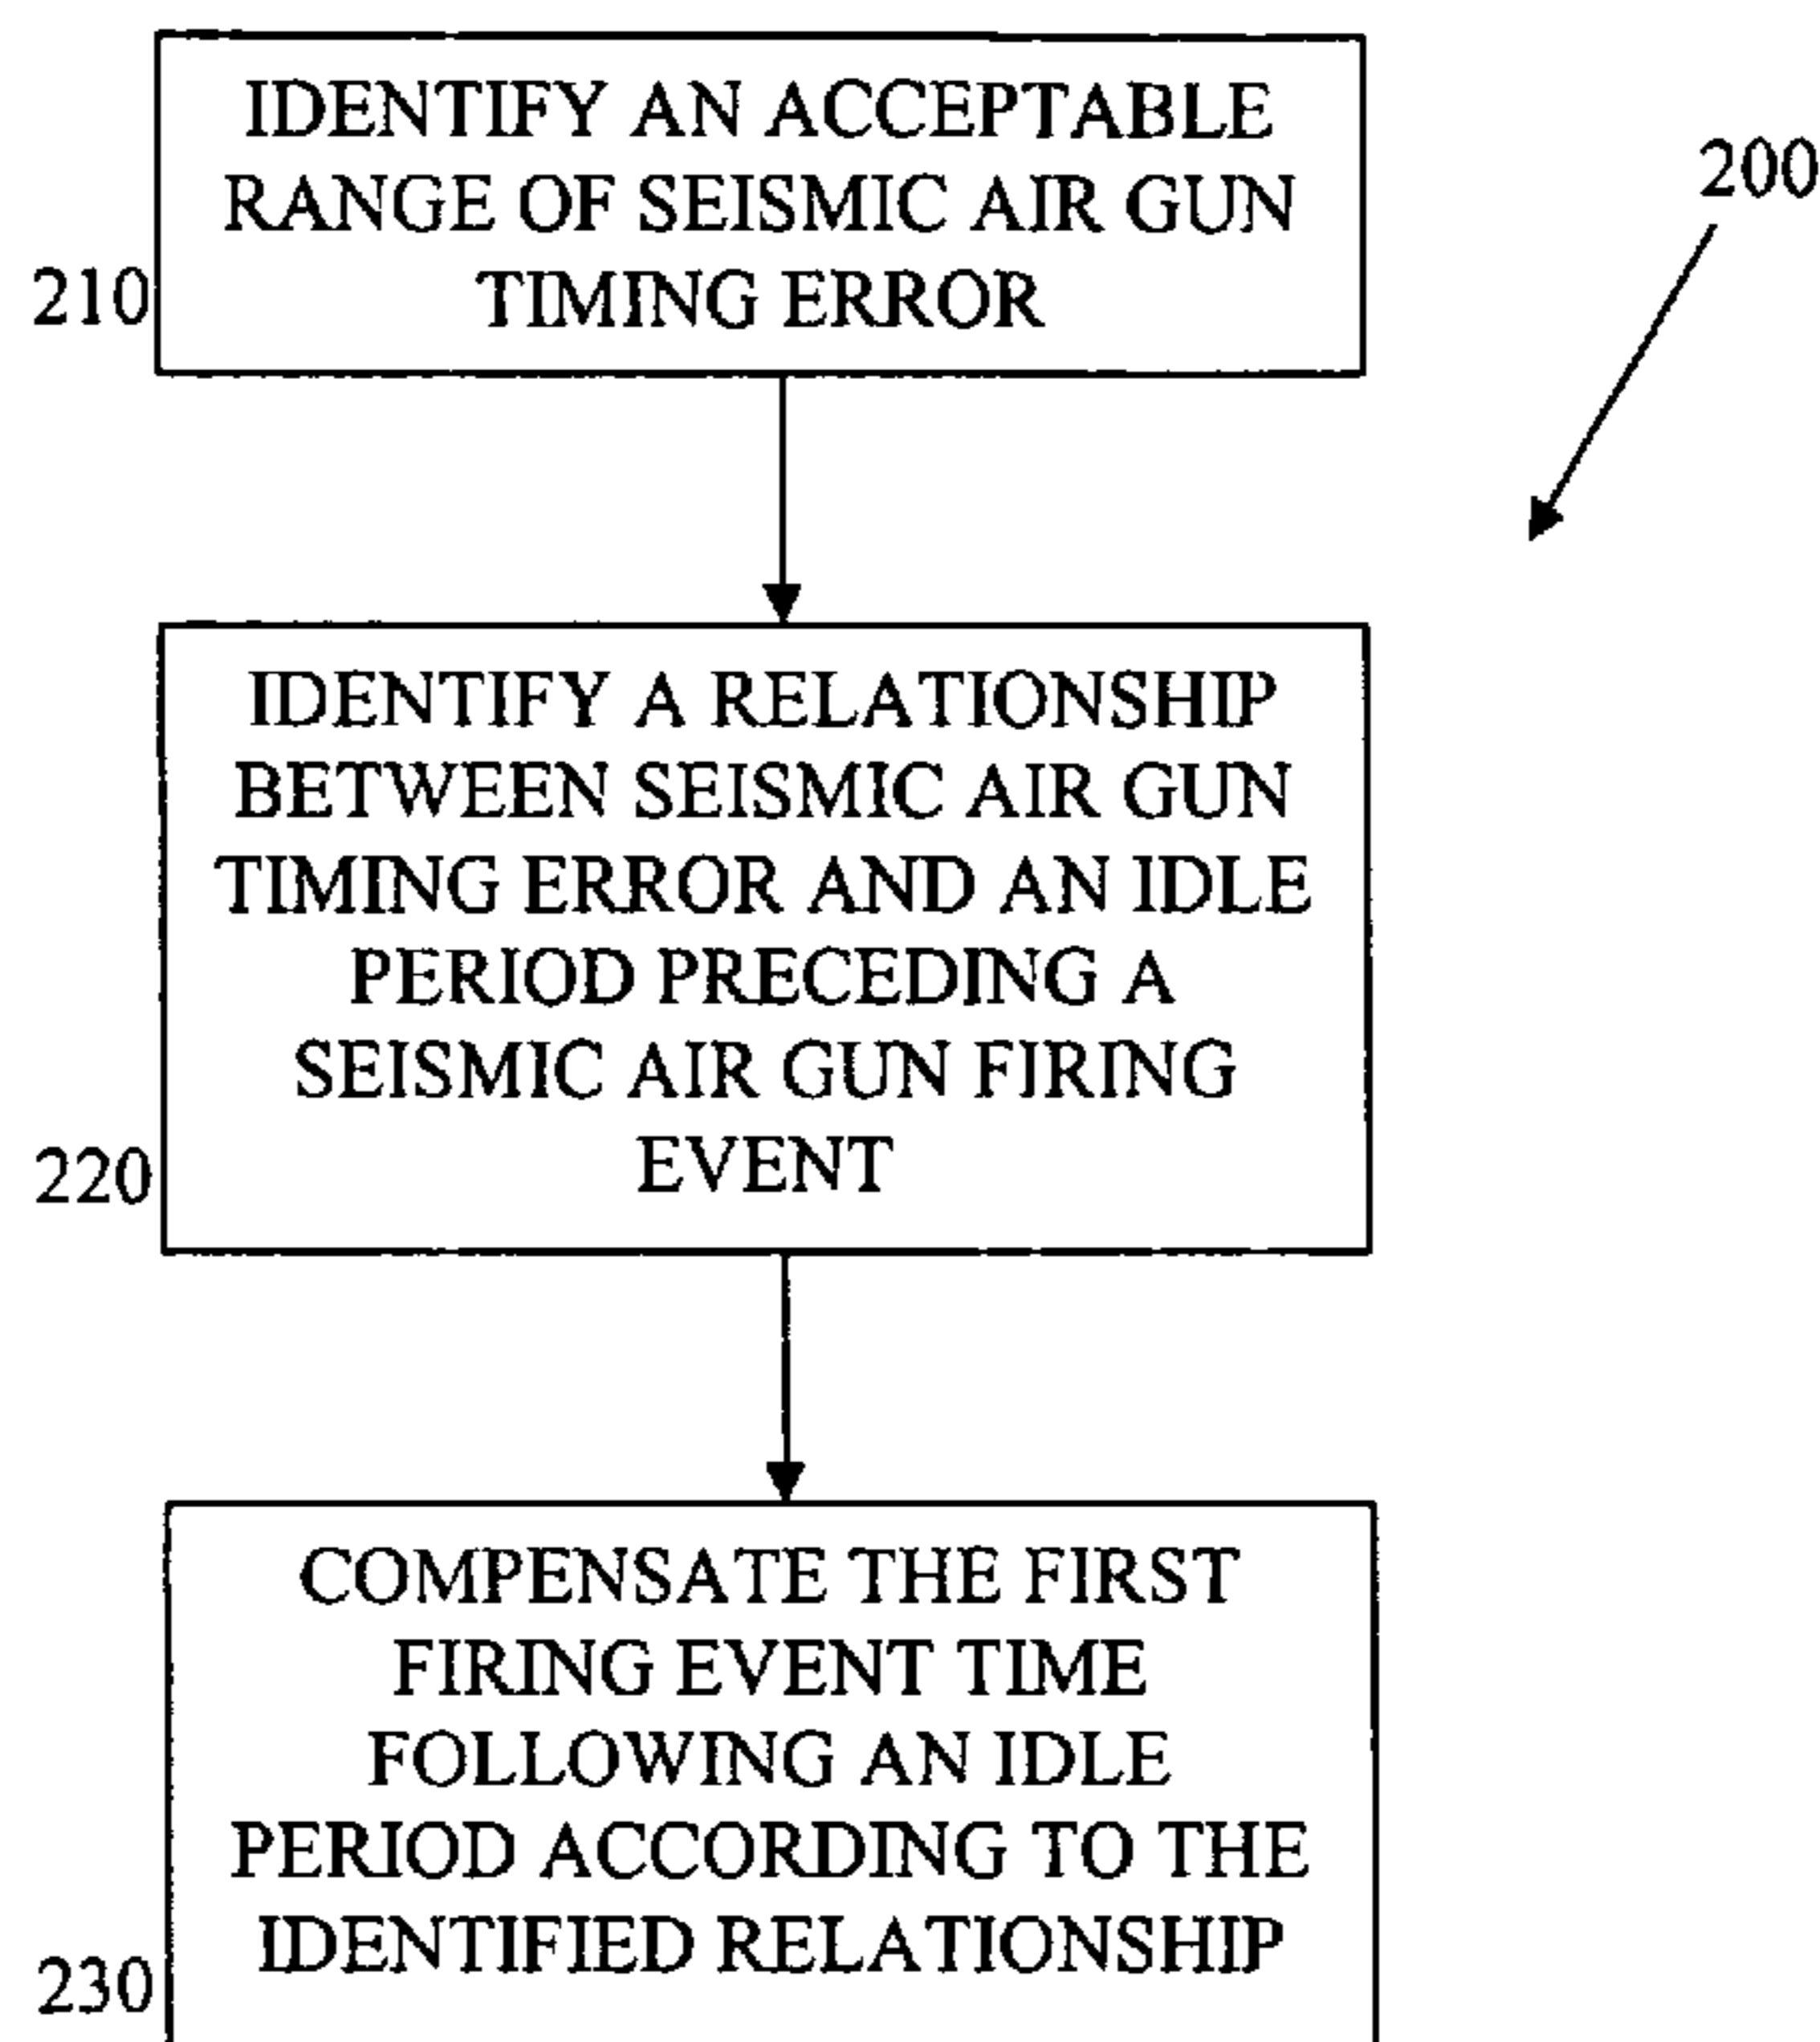 IDENTIFY AN ACCEPTABLE
RANGE OF SEISMIC AIR GUN
TIMING ERROR
210
200
IDENTIFY A RELATIONSHIP
BETWEEN SEISMIC AIR GUN
TIMING ERROR AND AN IDLE
PERIOD PRECEDING A
SEISMIC AIR GUN FIRING
EVENT
220
COMPENSATE THE FIRST
FIRING EVENT TIME
FOLLOWING AN IDLE
PERIOD ACCORDING TO THE
IDENTIFIED RELATIONSHIP
230